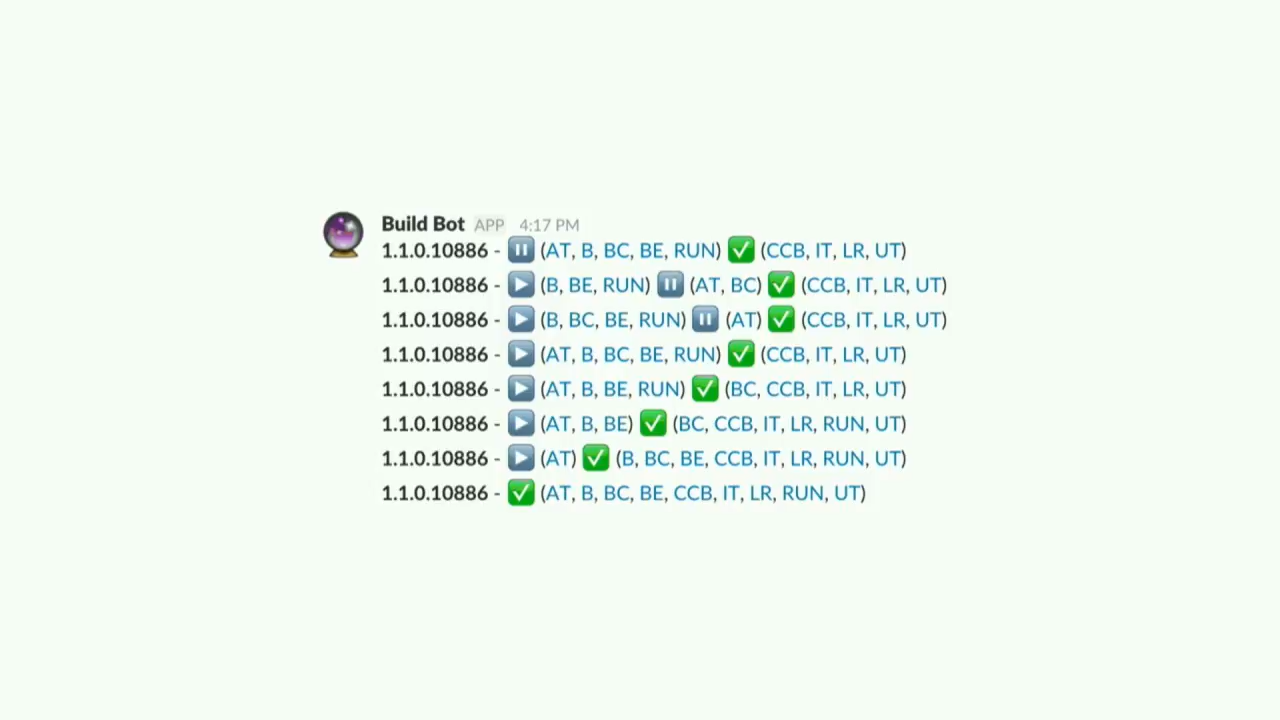 Build Bot APP 4:17 PM
1.1.0.10886 - ⏸️ (AT, B, BC, BE, RUN) ✅ (CCB, IT, LR, UT)
1.1.0.10886 - ▶️ (B, BE, RUN) ⏸️ (AT, BC) ✅ (CCB, IT, LR, UT)
1.1.0.10886 - ▶️ (B, BC, BE, RUN) ⏸️ (AT) ✅ (CCB, IT, LR, UT)
1.1.0.10886 - ▶️ (AT, B, BC, BE, RUN) ✅ (CCB, IT, LR, UT)
1.1.0.10886 - ▶️ (AT, B, BE, RUN) ✅ (BC, CCB, IT, LR, UT)
1.1.0.10886 - ▶️ (AT, B, BE) ✅ (BC, CCB, IT, LR, RUN, UT)
1.1.0.10886 - ▶️ (AT) ✅ (B, BC, BE, CCB, IT, LR, RUN, UT)
1.1.0.10886 - ✅ (AT, B, BC, BE, CCB, IT, LR, RUN, UT)